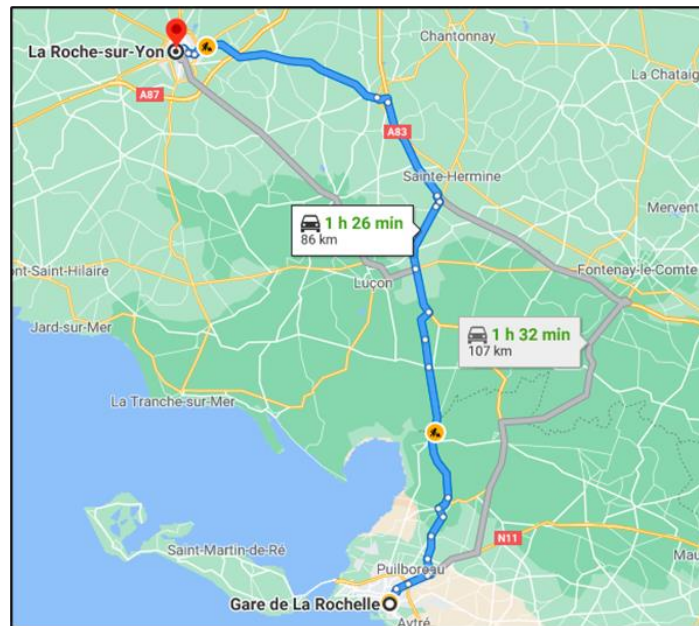 Chantonnay
La Roche-sur-Yon
La Chataig
A87
A83
Sainte-Hermine
Mervent
1 h 26 min
86 km
ont-Saint-Hilaire
Luçon
Fontenay-le-Comte
Jard-sur-Mer
1 h 32 min
107 km
La Tranche-sur-Mer
N11
Saint-Martin-de-Ré
Mau
Puilboreau
Gare de La Rochelle
Aytré